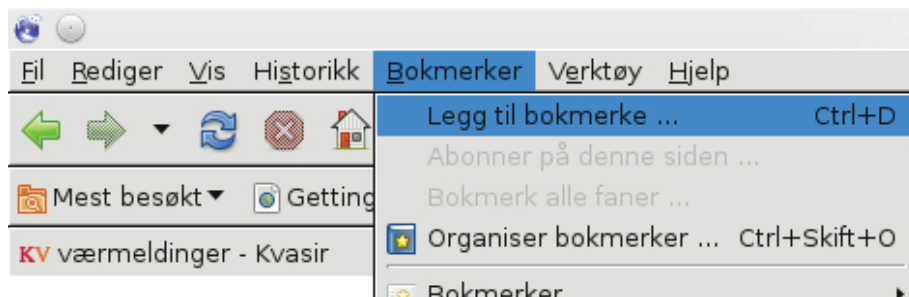 Fil Rediger Vis Historikk Bokmerker Verktøy Hjelp
Legg til bokmerke ... Ctrl+D
Abonner på denne siden ...
Bokmerk alle faner ...
Mest besøkt Getting
Organiser bokmerker ... Ctrl+Skift+O
KV værmeldinger - Kvasir
Bokmerker